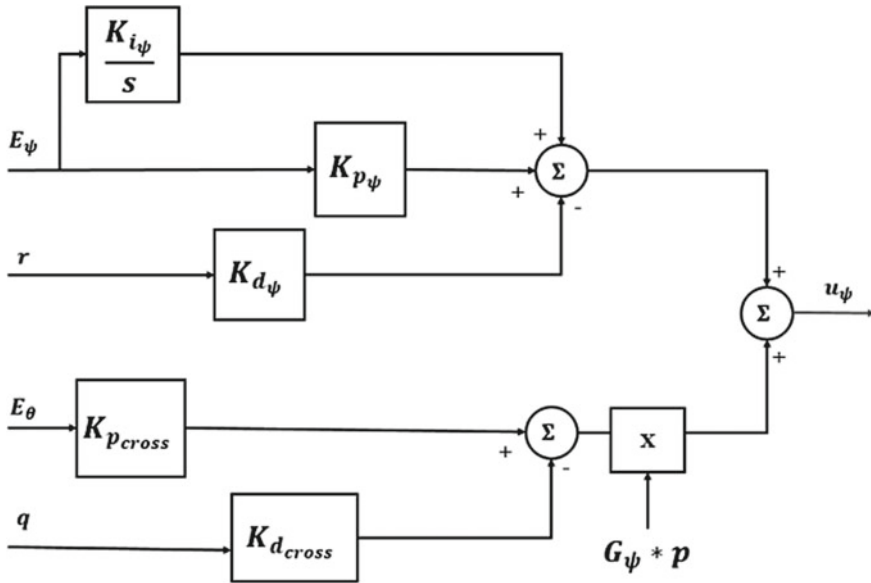 K_{i_ψ}
s
E_ψ
+
K_{p_ψ}
+
Σ
-
r
K_{d_ψ}
+
u_ψ
Σ
+
E_θ
K_{p_{cross}}
Σ
+
-
x
q
K_{d_{cross}}
G_ψ * p